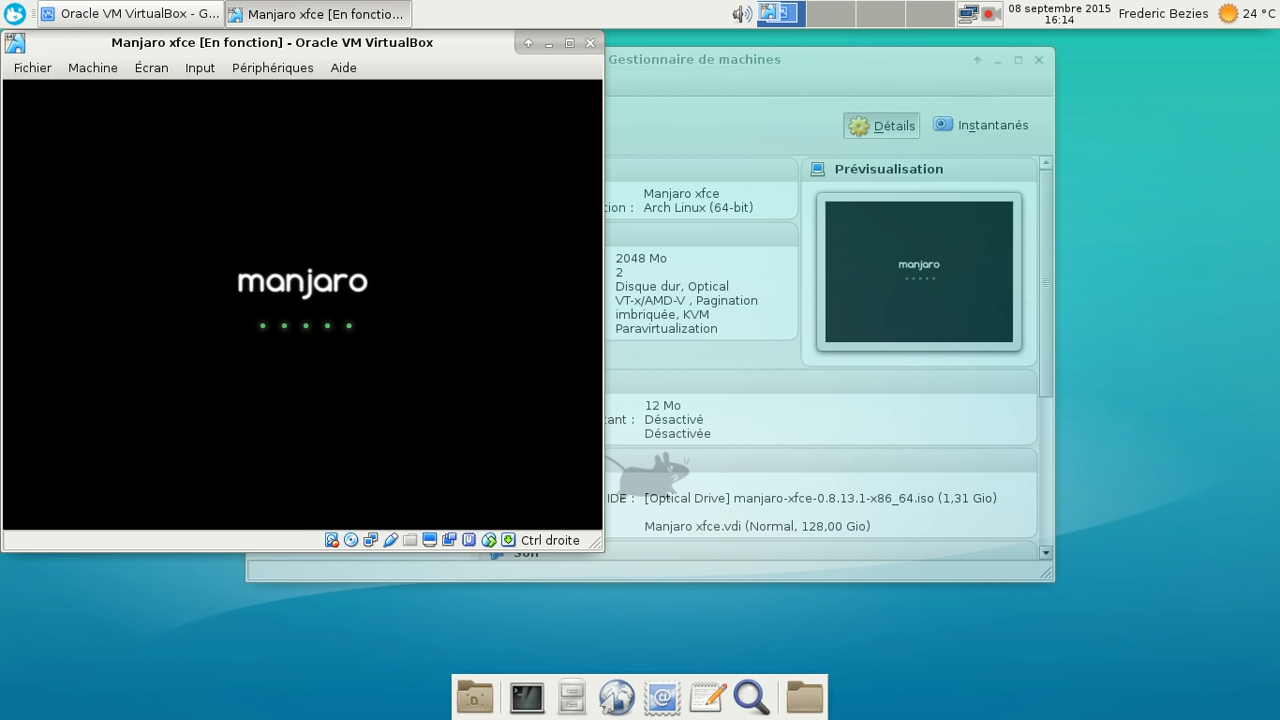 Oracle VM VirtualBox - G...
Manjaro xfce [En fonctio...
08 septembre 2015
16:14
Frederic Bezies
24 °C
Manjaro xfce [En fonction] - Oracle VM VirtualBox
Fichier Machine Écran Input Périphériques Aide
manjaro
Ctrl droite
Gestionnaire de machines
Détails
Instantanés
Prévisualisation
manjaro
Manjaro xfce
tion : Arch Linux (64-bit)
2048 Mo
2
Disque dur, Optical
VT-x/AMD-V , Pagination
imbriquée, KVM
Paravirtualization
12 Mo
tant : Désactivé
Désactivée
IDE : [Optical Drive] manjaro-xfce-0.8.13.1-x86_64.iso (1,31 Gio)
Manjaro xfce.vdi (Normal, 128,00 Gio)
Son